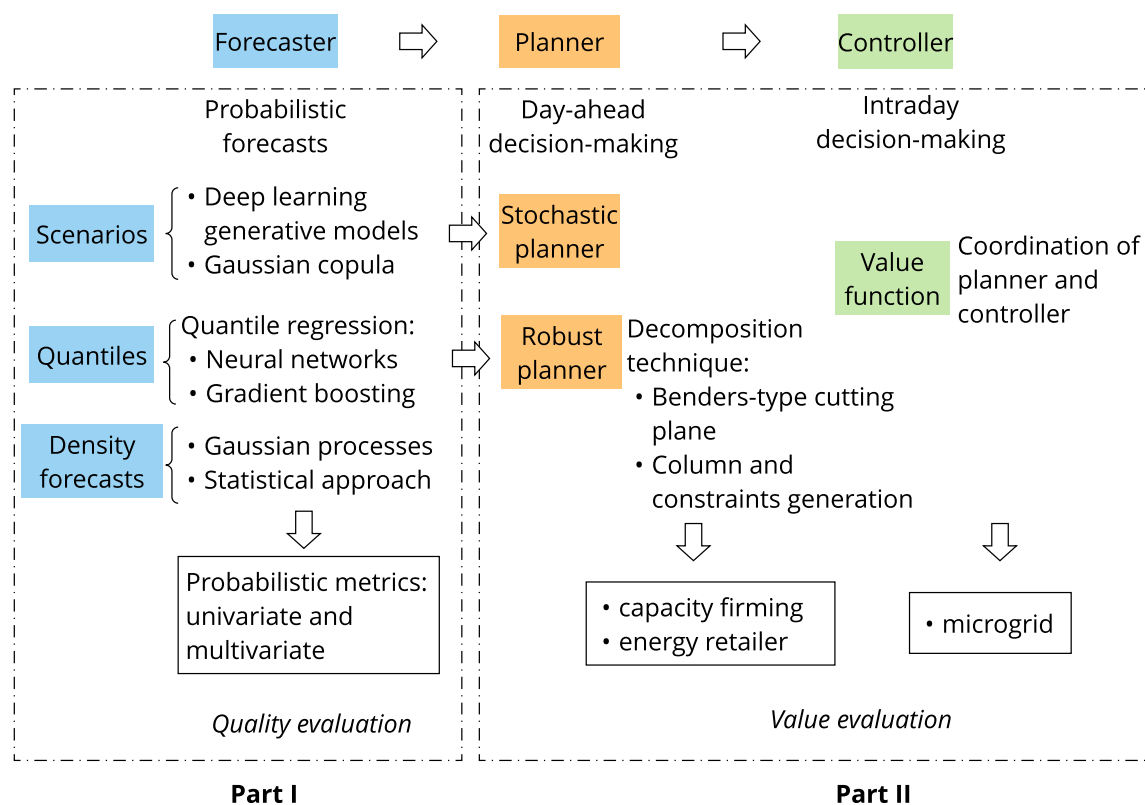 Forecaster
Planner
Controller
Probabilistic
forecasts
Scenarios
• Deep learning
generative models
• Gaussian copula
Quantiles
Quantile regression:
• Neural networks
• Gradient boosting
Density
forecasts
• Gaussian processes
• Statistical approach
Probabilistic metrics:
univariate and
multivariate
Quality evaluation
Part I
Day-ahead
decision-making
Intraday
decision-making
Stochastic
planner
Value
function
Coordination of
planner and
controller
Robust
planner
Decomposition
technique:
• Benders-type cutting
plane
• Column and
constraints generation
• capacity firming
• energy retailer
• microgrid
Value evaluation
Part II